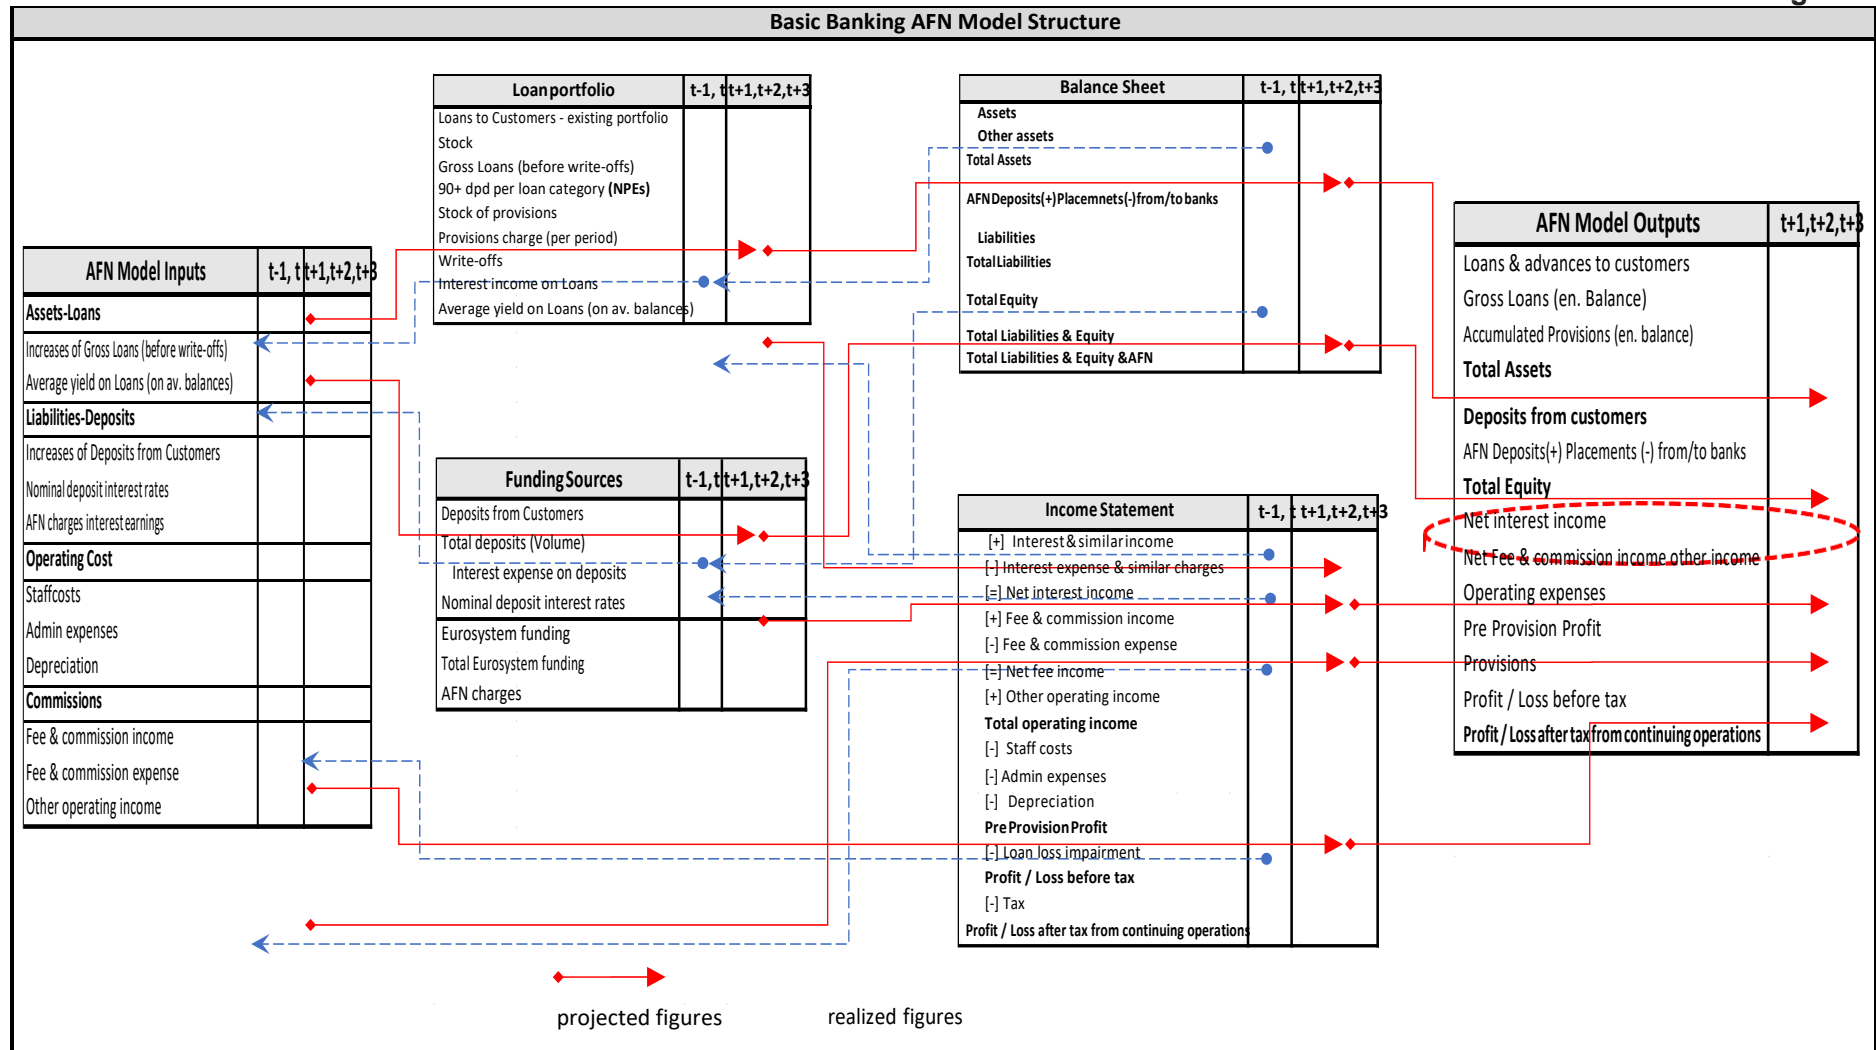 Basic Banking AFN Model Structure
Loanportfolio t-1, t t+1,t+2,t+3
Loans to Customers - existing portfolio
Stock
Gross Loans (before write-offs)
90+ dpd per loan category (NPEs)
Stock of provisions
Provisions charge (per period)
Write-offs
Interest income on Loans
Average yield on Loans (on av. balances)
Balance Sheet t-1, t t+1,t+2,t+3
Assets
Other assets
Total Assets
AFNDeposits(+)Placemnets(-)from/to banks
Liabilities
TotalLiabilities
Total Equity
Total Liabilities & Equity
Total Liabilities & Equity &AFN
AFN Model Inputs t-1, t t+1,t+2,t+3
Assets-Loans
Increases of Gross Loans (before write-offs)
Average yield on Loans (on av. balances)
Liabilities-Deposits
Increases of Deposits from Customers
Nominal deposit interest rates
AFN charges interest earnings
Operating Cost
Staffcosts
Admin expenses
Depreciation
Commissions
Fee & commission income
Fee & commission expense
Other operating income
Funding Sources t-1,t t+1,t+2,t+3
Deposits from Customers
Total deposits (Volume)
Interest expense on deposits
Nominal deposit interest rates
Eurosystem funding
Total Eurosystem funding
AFN charges
Income Statement t-1, t t+1,t+2,t+3
[+] Interest & similar income
[-] Interest expense & similar charges
[=] Net interest income
[+] Fee & commission income
[-] Fee & commission expense
[=] Net fee income
[+] Other operating income
Total operating income
[-] Staff costs
[-] Admin expenses
[-] Depreciation
Pre Provision Profit
[-] Loan loss impairment
Profit / Loss before tax
[-] Tax
Profit / Loss after tax from continuing operations
AFN Model Outputs t+1,t+2,t+3
Loans & advances to customers
Gross Loans (en. Balance)
Accumulated Provisions (en. balance)
Total Assets
Deposits from customers
AFN Deposits(+) Placements (-) from/to banks
Total Equity
Net interest income
Net Fee & commission income other income
Operating expenses
Pre Provision Profit
Provisions
Profit / Loss before tax
Profit / Loss after tax from continuing operations
projected figures realized figures